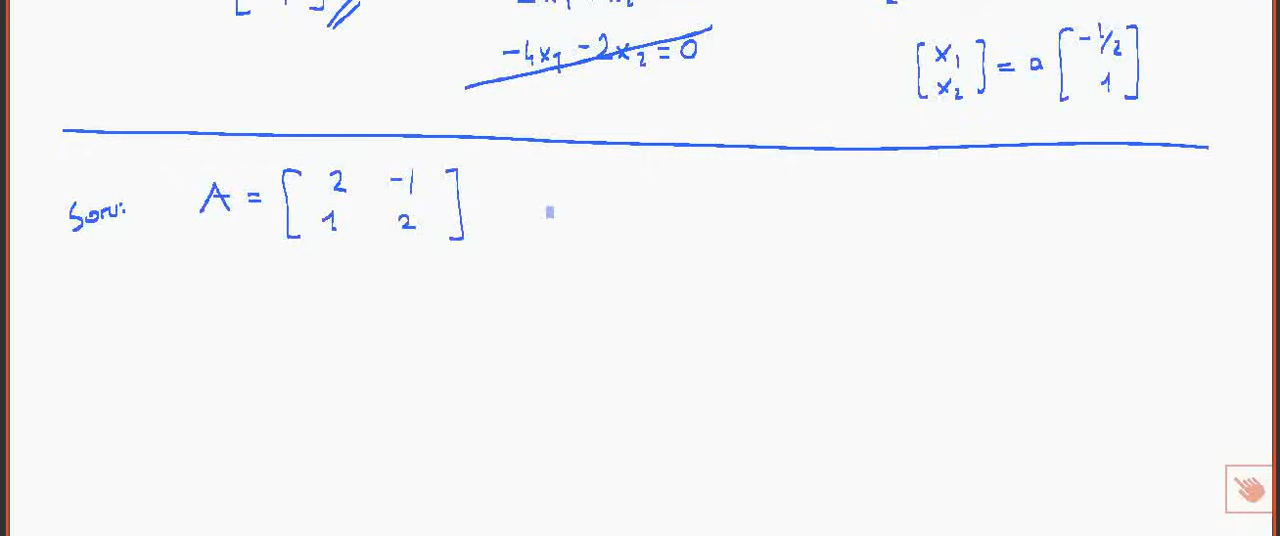 -4x₁ - 2x₂ = 0
[x₁ x₂] = a [-1/2 1]
Soru: A = [2 -1
1 2]